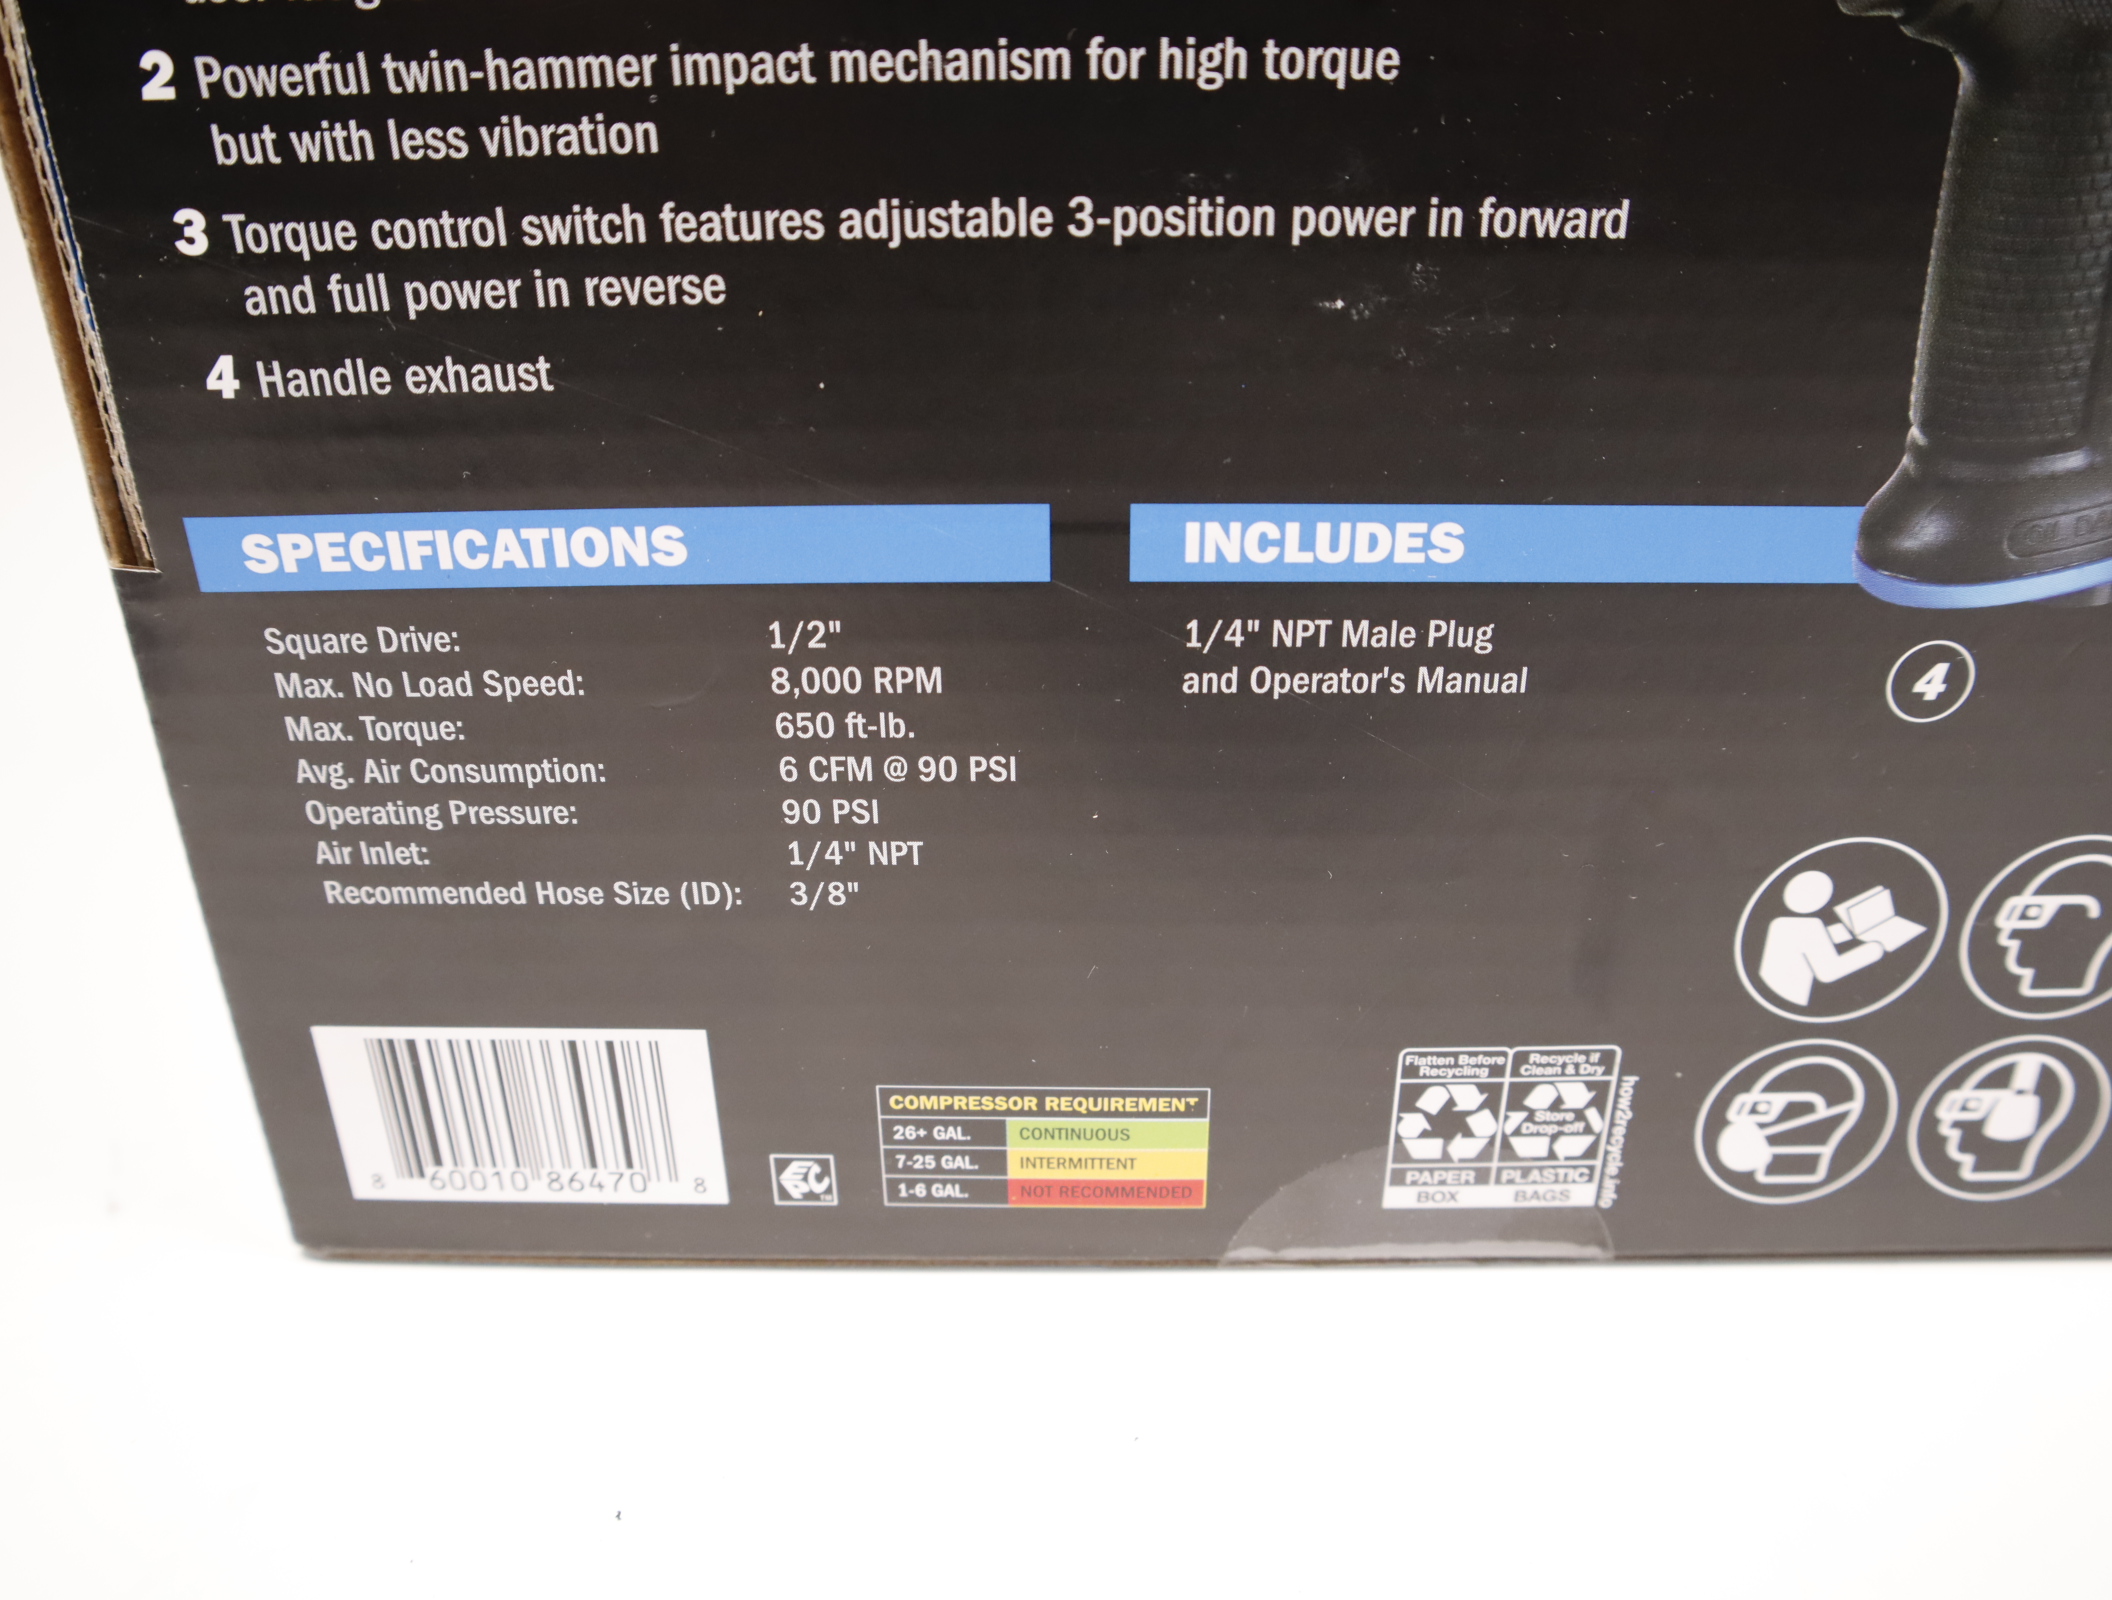 2 Powerful twin-hammer impact mechanism for high torque
but with less vibration
3 Torque control switch features adjustable 3-position power in forward
and full power in reverse
4 Handle exhaust
SPECIFICATIONS
Square Drive: 1/2"
Max. No Load Speed: 8,000 RPM
Max. Torque: 650 ft-lb.
Avg. Air Consumption: 6 CFM @ 90 PSI
Operating Pressure: 90 PSI
Air Inlet: 1/4" NPT
Recommended Hose Size (ID): 3/8"
INCLUDES
1/4" NPT Male Plug
and Operator's Manual
4
8 60010 86470 8
COMPRESSOR REQUIREMENT
26+ GAL. CONTINUOUS
7-25 GAL. INTERMITTENT
1-6 GAL. NOT RECOMMENDED
Flatten Before
Recycling
PAPER
BOX
Recycle if
Clean & Dry
Store
Drop-off
PLASTIC
BAGS
how2recycle.info